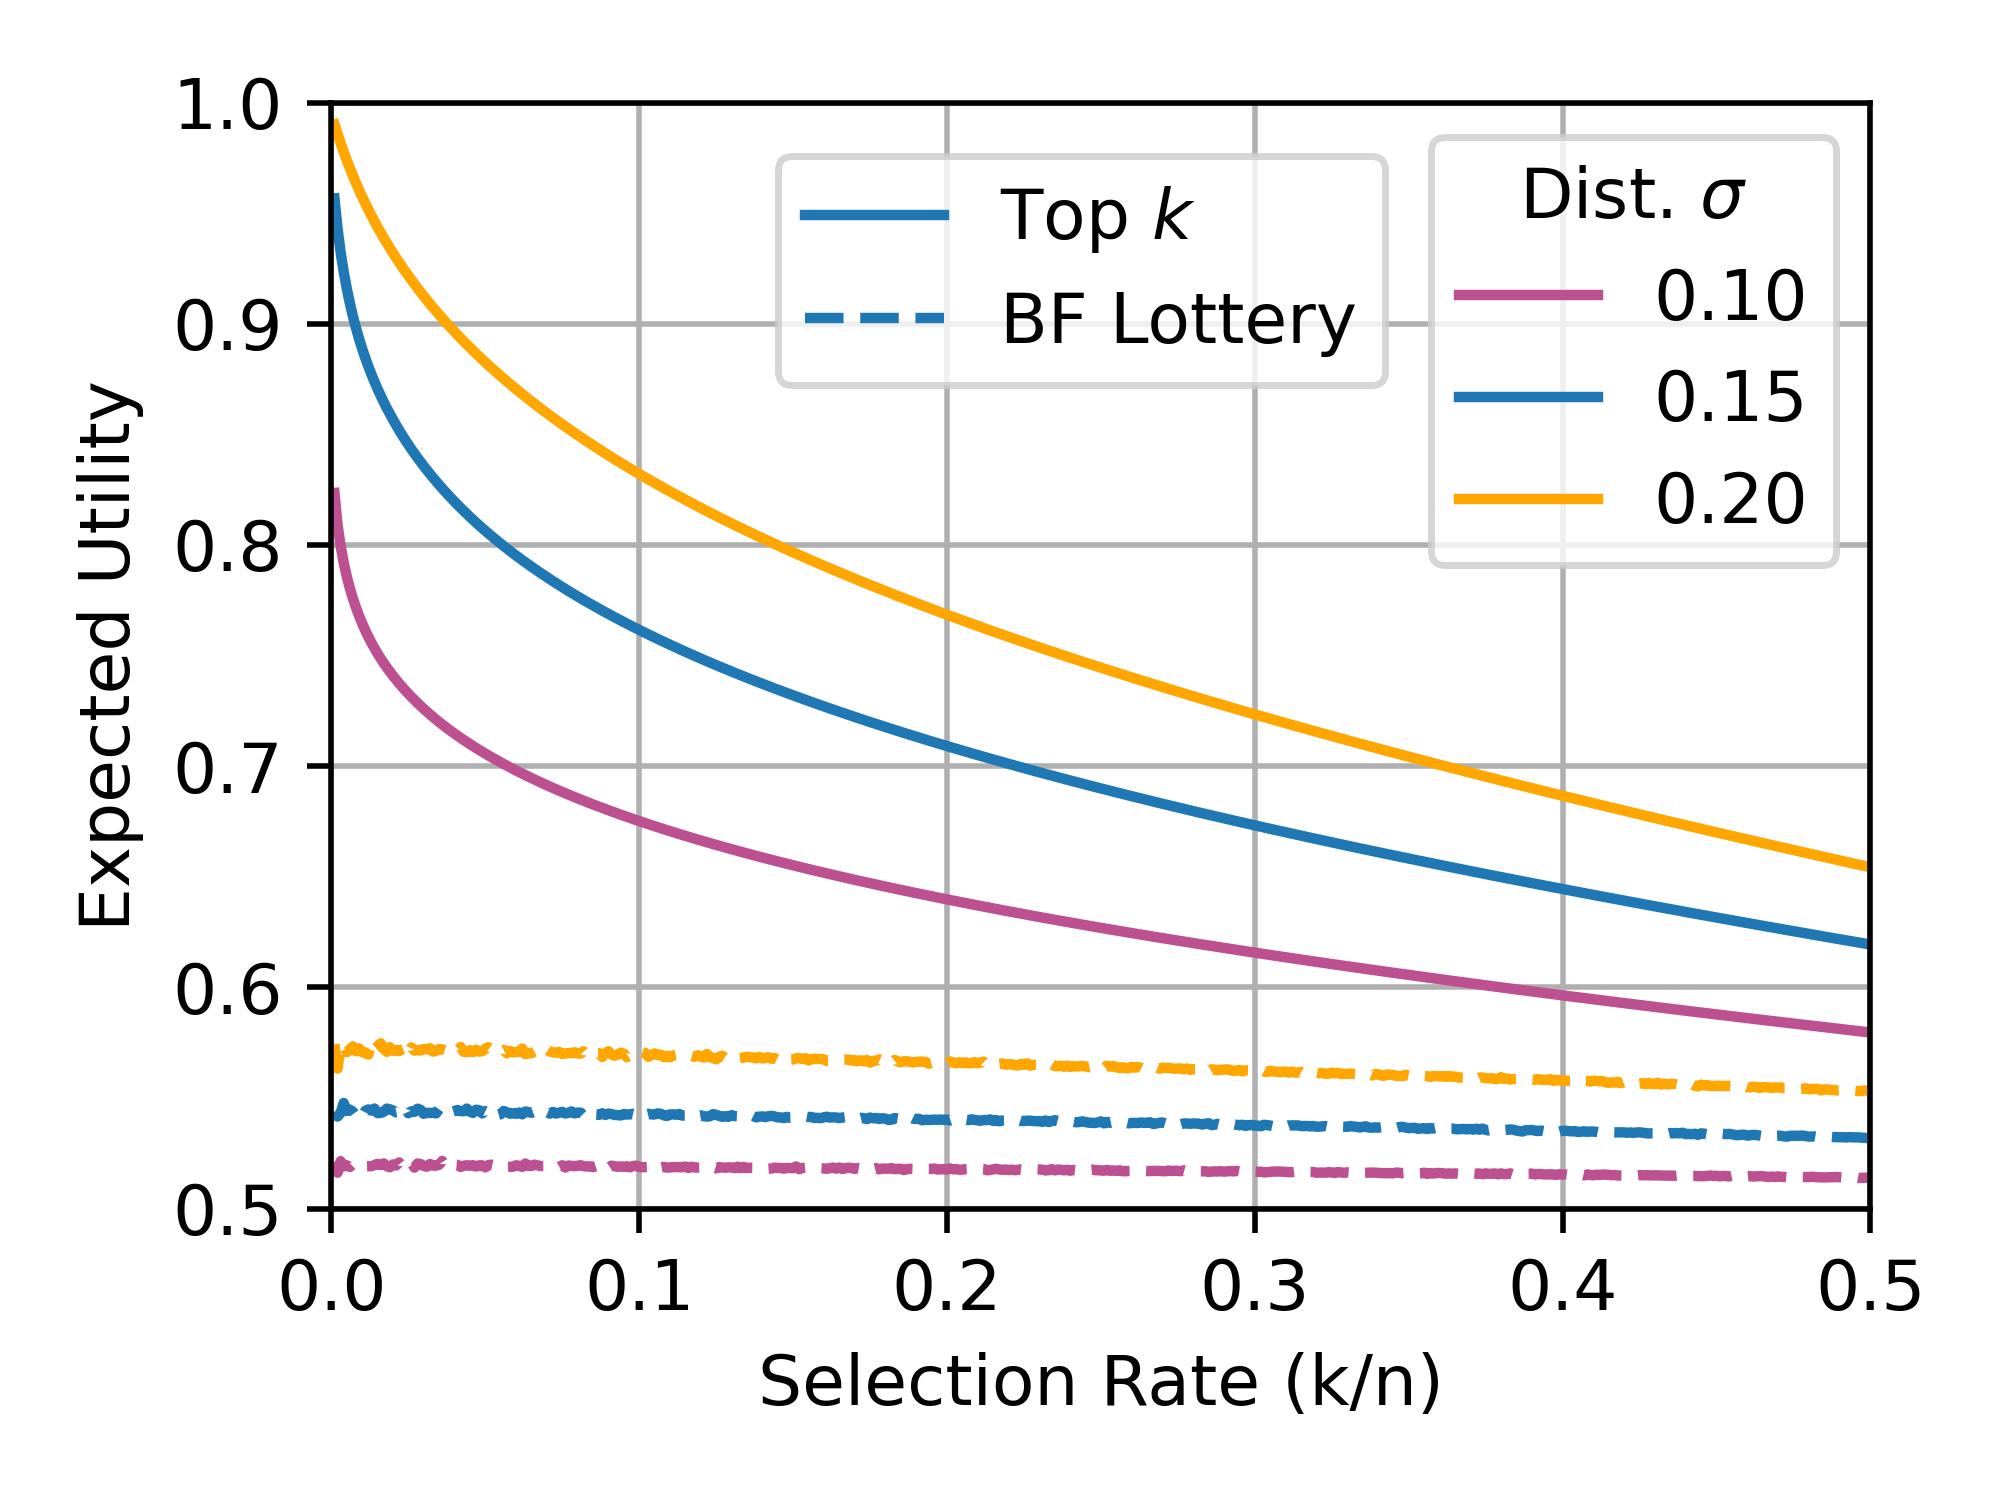 Expected Utility
1.0
0.9
0.8
0.7
0.6
0.5
Top k
BF Lottery
Dist. σ
0.10
0.15
0.20
0.0 0.1 0.2 0.3 0.4 0.5
Selection Rate (k/n)